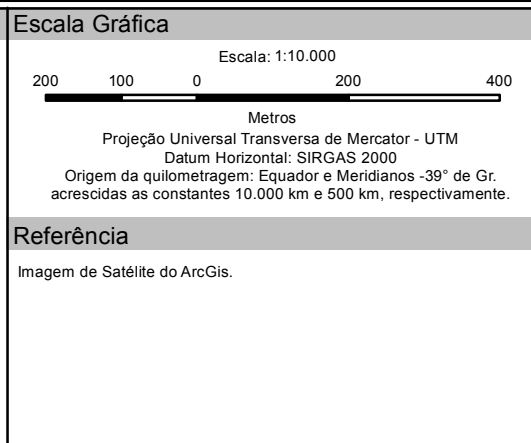 Escala Gráfica
Escala: 1:10.000
200 100 0 200 400
Metros
Projeção Universal Transversa de Mercator - UTM
Datum Horizontal: SIRGAS 2000
Origem da quilometragem: Equador e Meridianos -39° de Gr.
acrescidas as constantes 10.000 km e 500 km, respectivamente.
Referência
Imagem de Satélite do ArcGis.